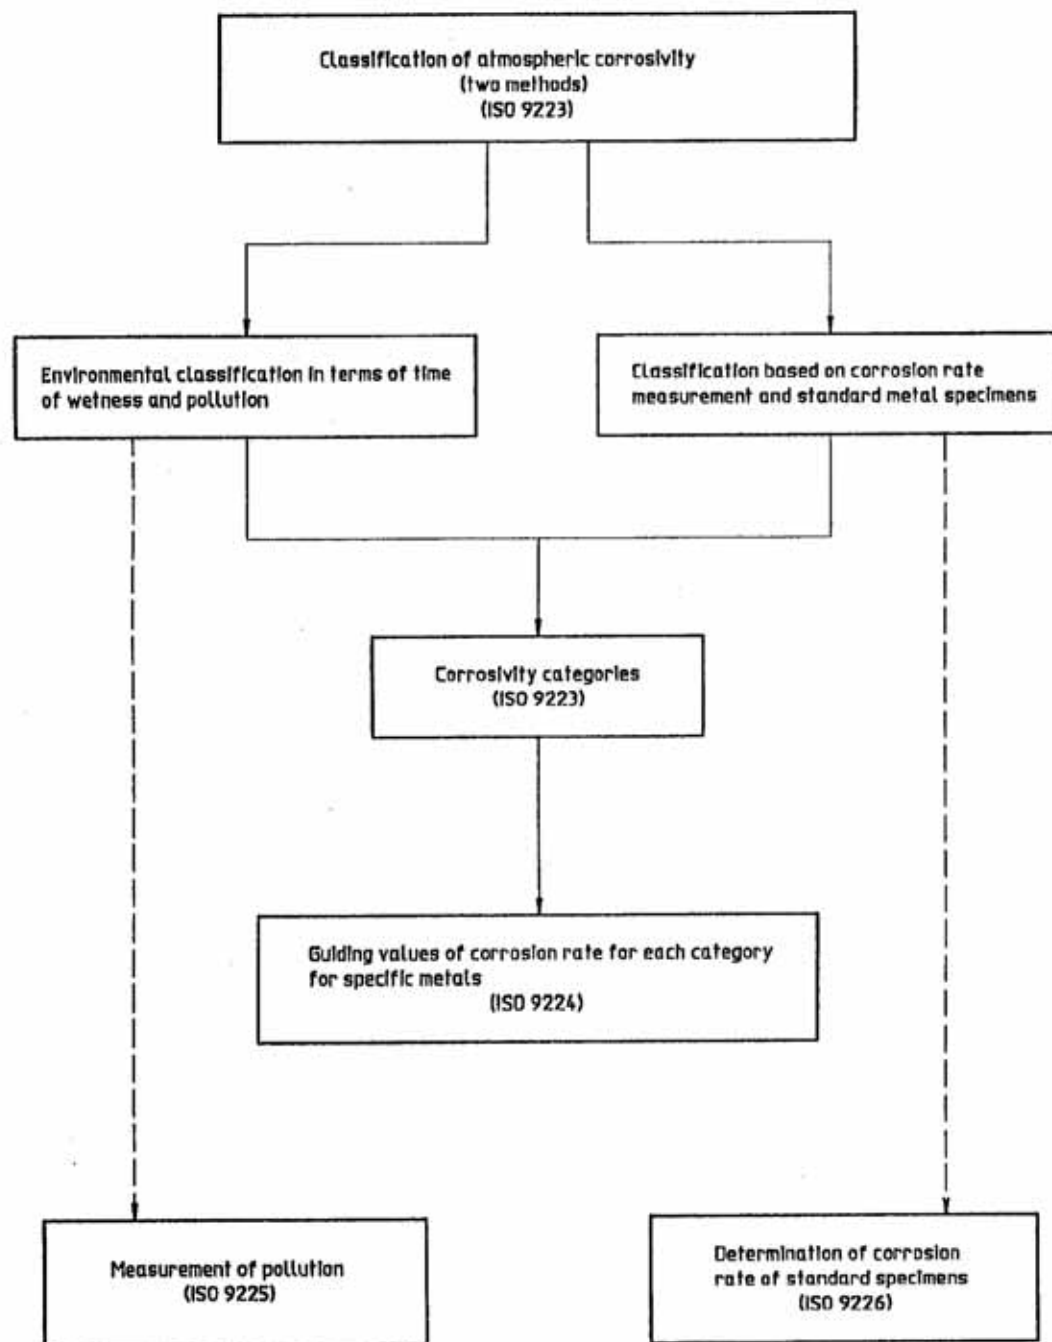 Classification of atmospheric corrosivity
(two methods)
(ISO 9223)
Environmental classification in terms of time
of wetness and pollution
Classification based on corrosion rate
measurement and standard metal specimens
Corrosivity categories
(ISO 9223)
Guiding values of corrosion rate for each category
for specific metals
(ISO 9224)
Measurement of pollution
(ISO 9225)
Determination of corrosion
rate of standard specimens
(ISO 9226)